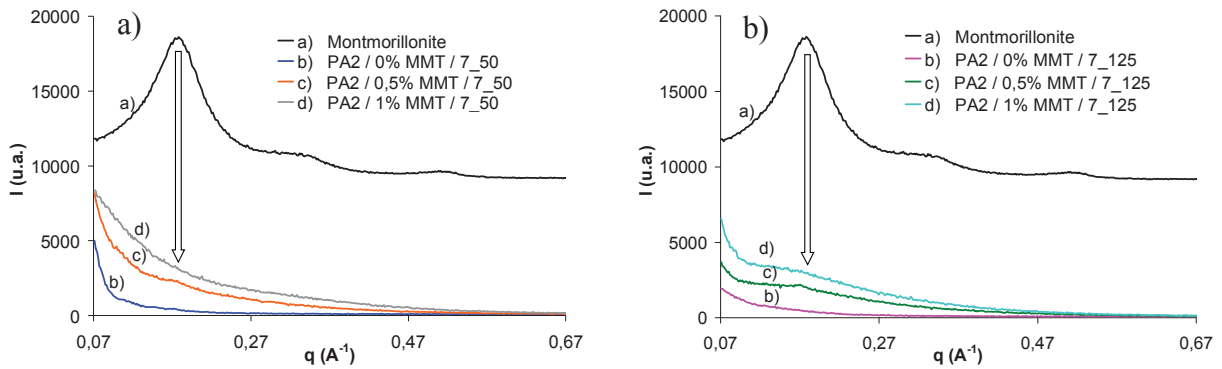 a)
20000
15000
10000
5000
0
I (u.a.)
0,07
0,27
0,47
0,67
q (A⁻¹)
a) Montmorillonite
b) PA2 / 0% MMT / 7_50
c) PA2 / 0,5% MMT / 7_50
d) PA2 / 1% MMT / 7_50
a)
d)
c)
b)
b)
20000
15000
10000
5000
0
I (u.a.)
0,07
0,27
0,47
0,67
q (A⁻¹)
a) Montmorillonite
b) PA2 / 0% MMT / 7_125
c) PA2 / 0,5% MMT / 7_125
d) PA2 / 1% MMT / 7_125
a)
d)
c)
b)